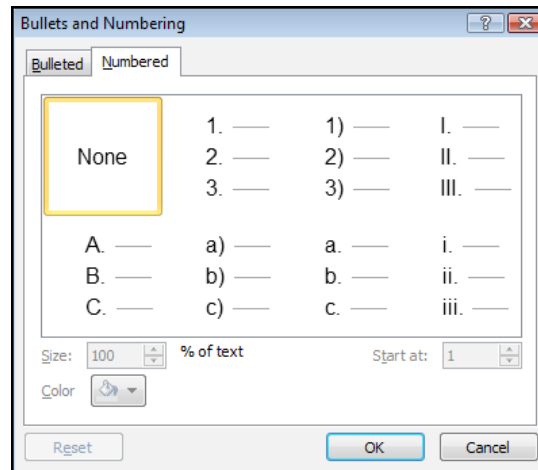 Bullets and Numbering
Bulleted Numbered
None
1.
2.
3.
1)
2)
3)
I.
II.
III.
A.
B.
C.
a)
b)
c)
a.
b.
c.
i.
ii.
iii.
Size: 100 % of text Start at: 1
Color
Reset OK Cancel